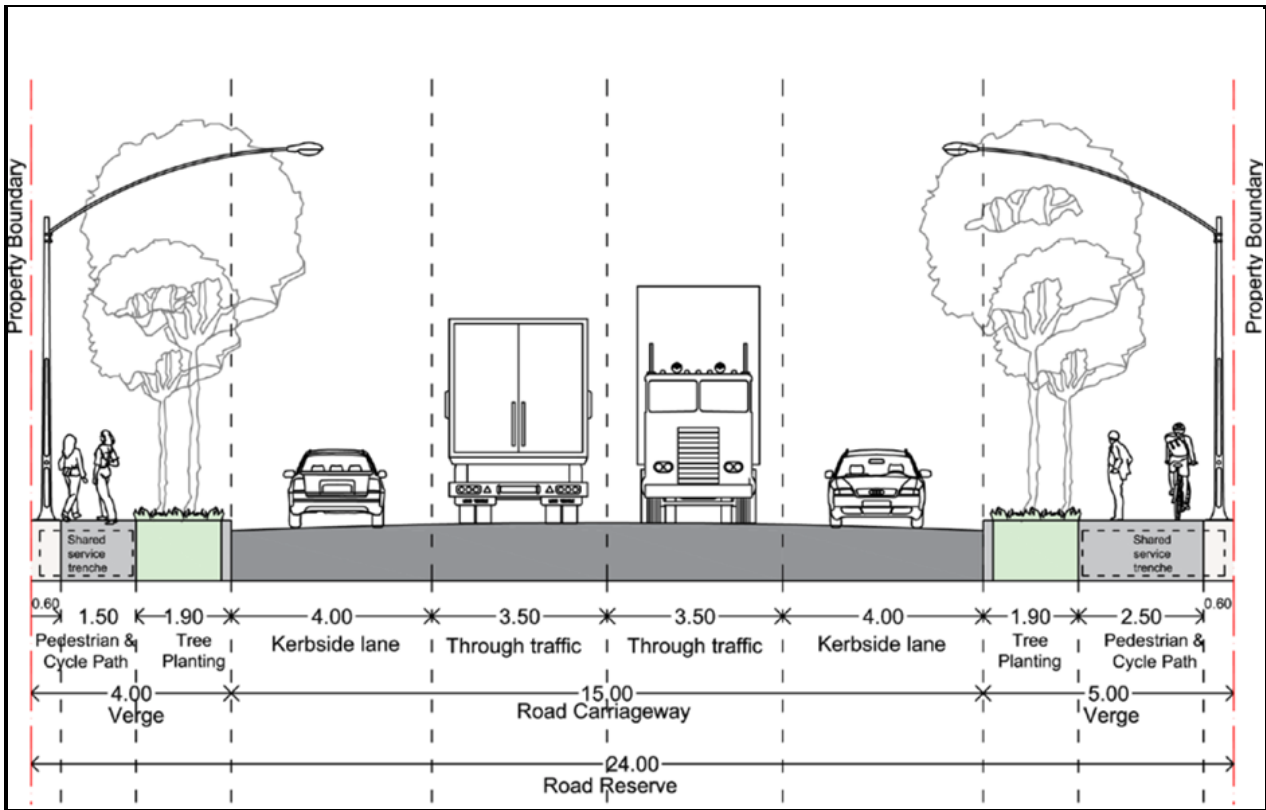 Property Boundary
Property Boundary
Shared
service
trenche
Shared
service
trenche
0.60 1.50 1.90 4.00 3.50 3.50 4.00 1.90 2.50 0.60
Pedestrian &
Cycle Path
Tree
Planting
Kerbside lane
Through traffic
Through traffic
Kerbside lane
Tree
Planting
Pedestrian &
Cycle Path
4.00
Verge
15.00
Road Carriageway
5.00
Verge
24.00
Road Reserve